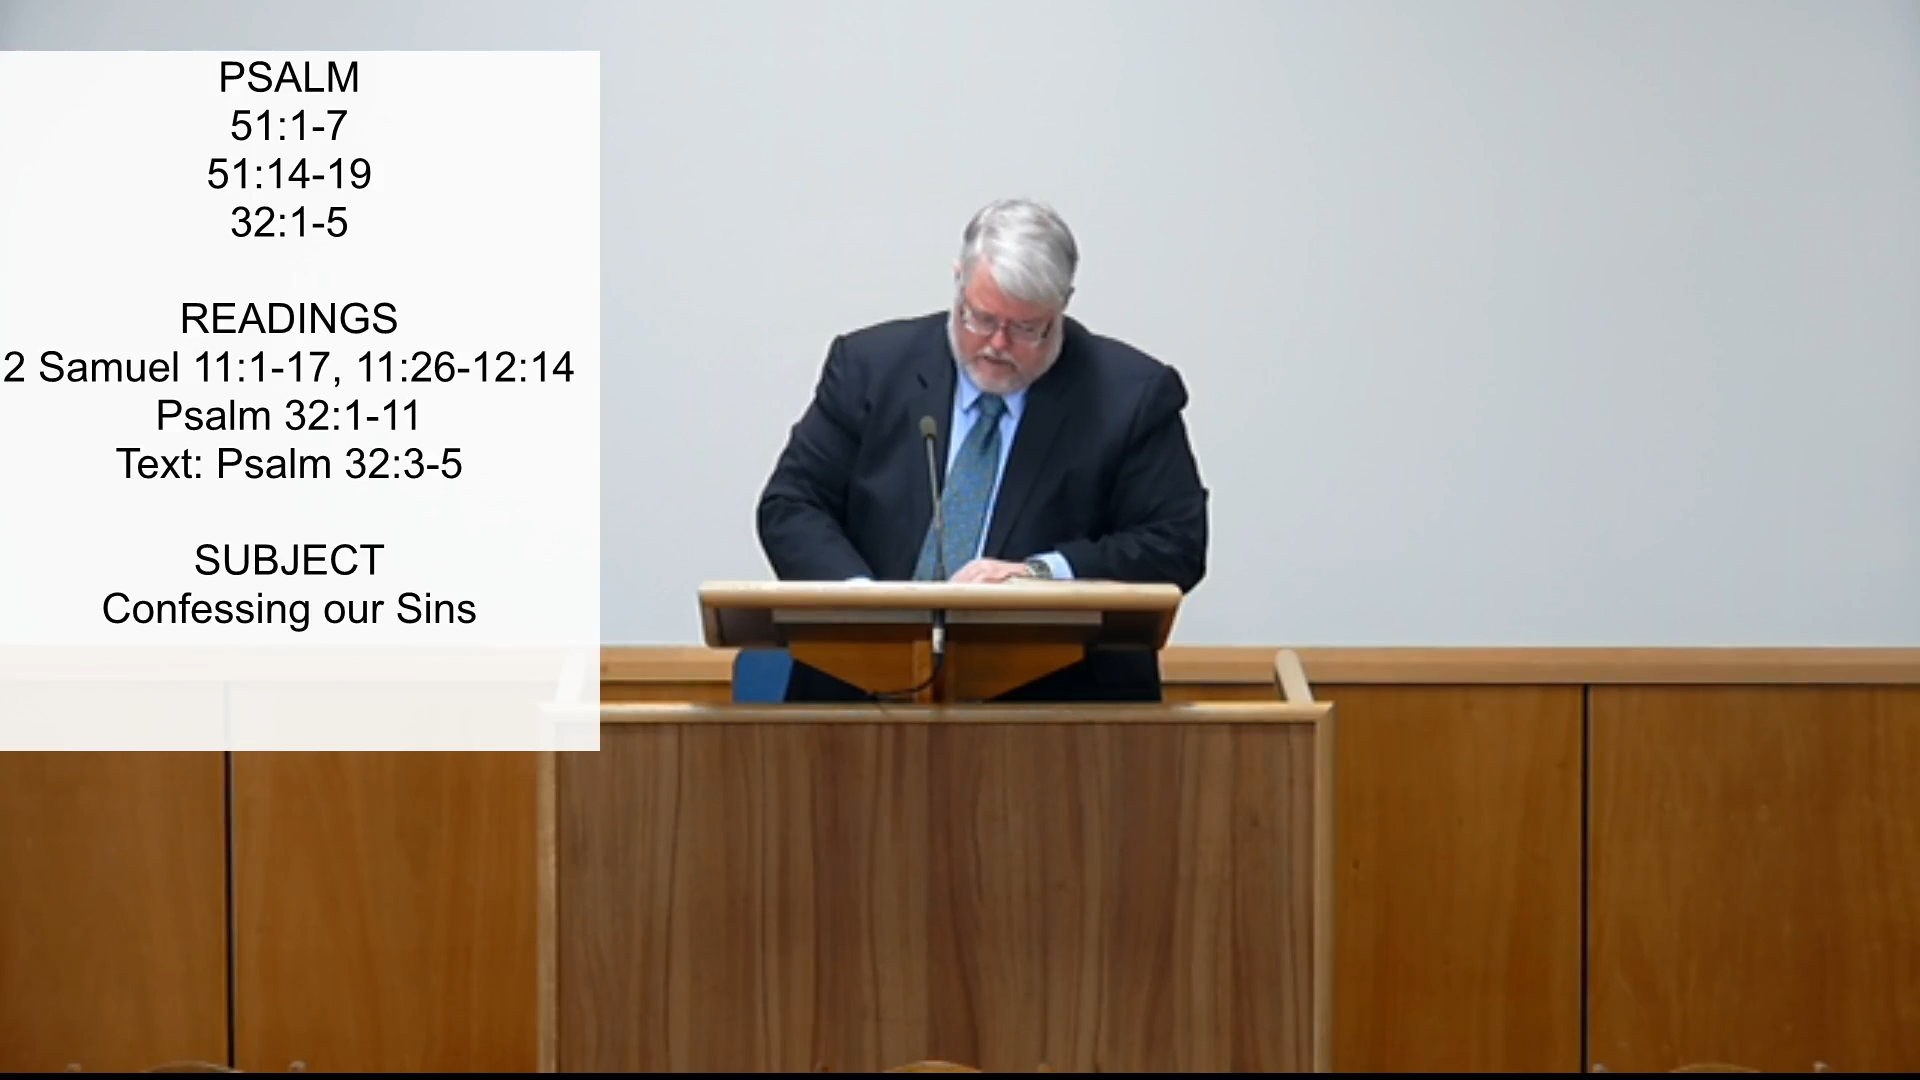 PSALM
51:1-7
51:14-19
32:1-5
READINGS
2 Samuel 11:1-17, 11:26-12:14
Psalm 32:1-11
Text: Psalm 32:3-5
SUBJECT
Confessing our Sins